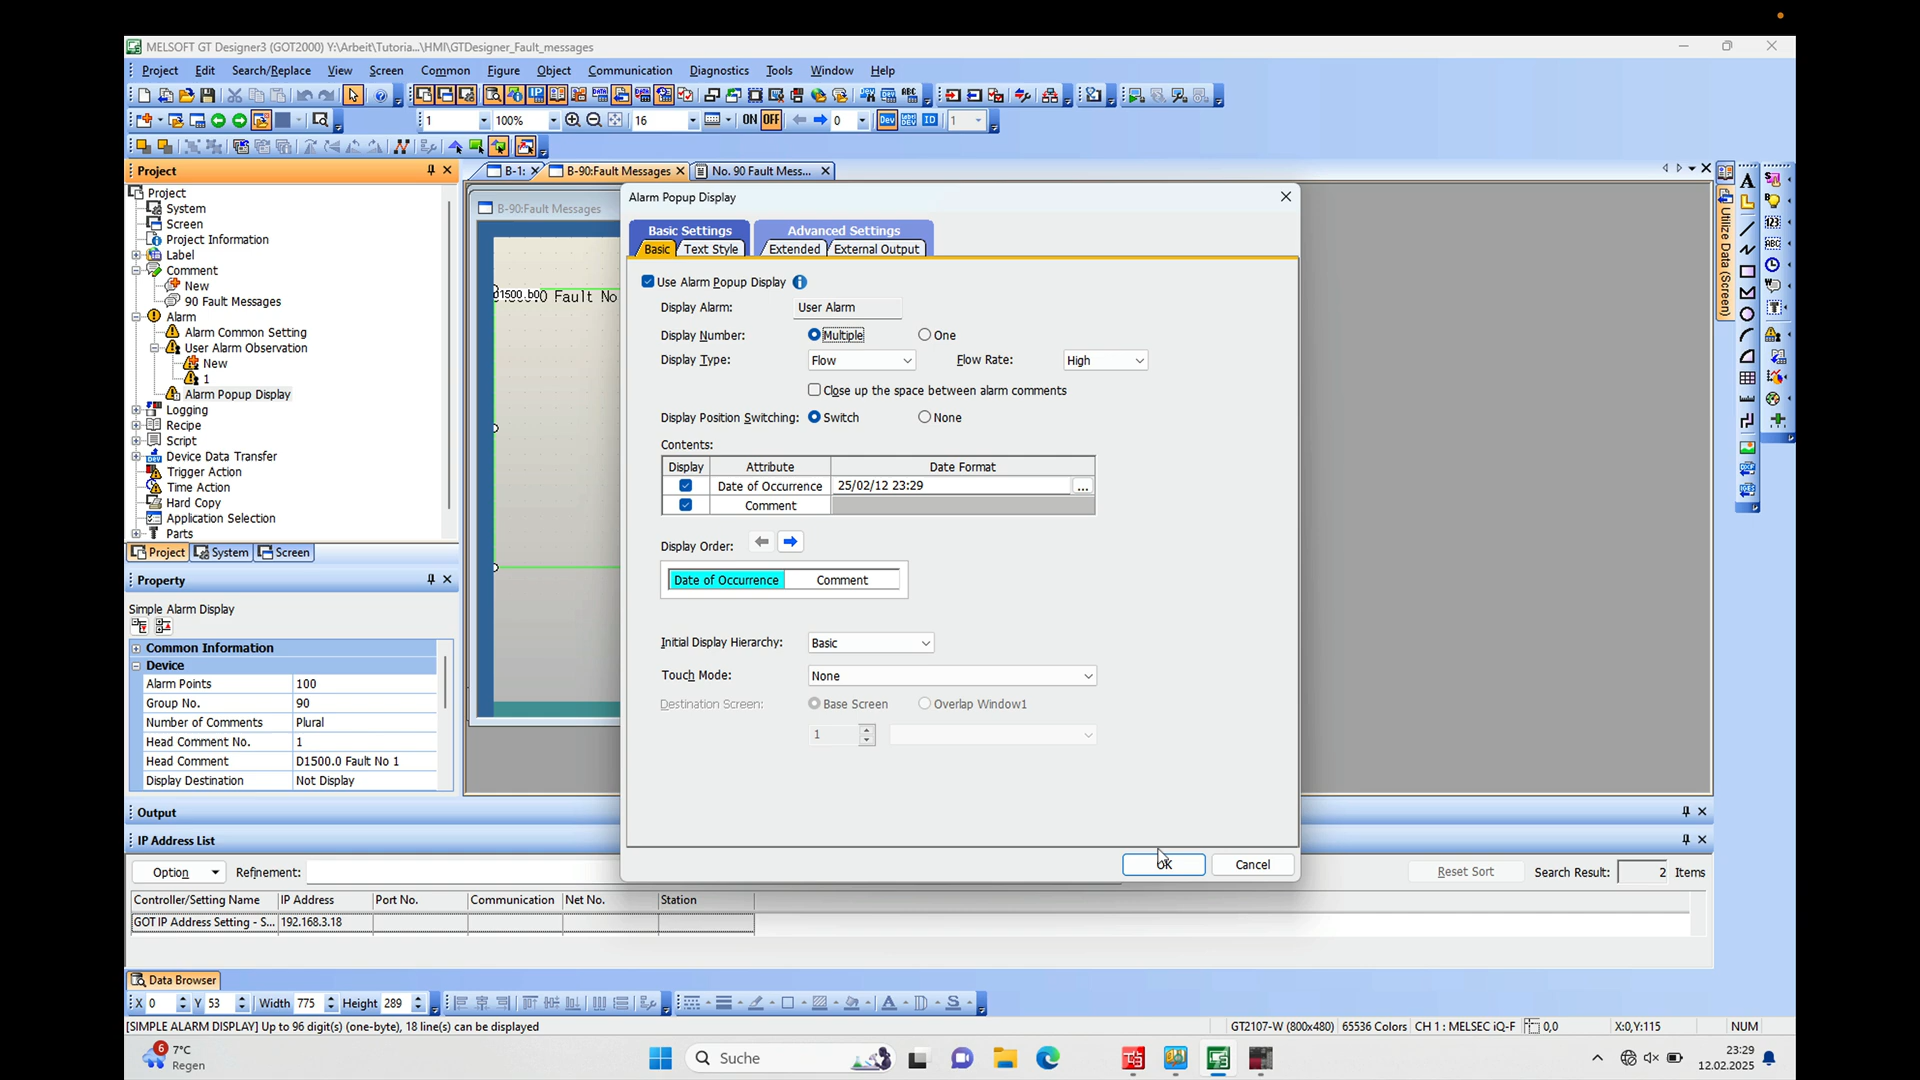 MELSOFT GT Designer3 (GOT2000) Y:\Arbeit\Tutoria...\HMI\GTDesigner_Fault_messages
Project Edit Search/Replace View Screen Common Figure Object Communication Diagnostics Tools Window Help
1 100% 16 ON OFF 0 Dev ID 1
Project
B-1: B-90:Fault Messages No. 90 Fault Mess...
Project
System
Screen
Project Information
Label
Comment
New
90 Fault Messages
Alarm
Alarm Common Setting
User Alarm Observation
New
1
Alarm Popup Display
Logging
Recipe
Script
Device Data Transfer
Trigger Action
Time Action
Hard Copy
Application Selection
Parts
Project System Screen
Property
Simple Alarm Display
Common Information
Device
Alarm Points 100
Group No. 90
Number of Comments Plural
Head Comment No. 1
Head Comment D1500.0 Fault No 1
Display Destination Not Display
B-90:Fault Messages
Fault No
Alarm Popup Display
Basic Settings Advanced Settings
Basic Text Style Extended External Output
Use Alarm Popup Display
Display Alarm: User Alarm
Display Number: Multiple One
Display Type: Flow Flow Rate: High
Close up the space between alarm comments
Display Position Switching: Switch None
Contents:
Display Attribute Date Format
Date of Occurrence 25/02/12 23:29 ...
Comment
Display Order:
Date of Occurrence Comment
Initial Display Hierarchy: Basic
Touch Mode: None
Destination Screen: Base Screen Overlap Window1
1
OK Cancel
Utilize Data (Screen)
Output
IP Address List
Option Refinement: Reset Sort Search Result: 2 Items
Controller/Setting Name IP Address Port No. Communication Net No. Station
GOT IP Address Setting - S... 192.168.3.18
Data Browser
X 0 Y 53 Width 775 Height 289
[SIMPLE ALARM DISPLAY] Up to 96 digit(s) (one-byte), 18 line(s) can be displayed
GT2107-W (800x480) 65536 Colors CH 1 : MELSEC iQ-F 0,0 X:0,Y:115 NUM
6 7°C
Regen
Suche
23:29
12.02.2025